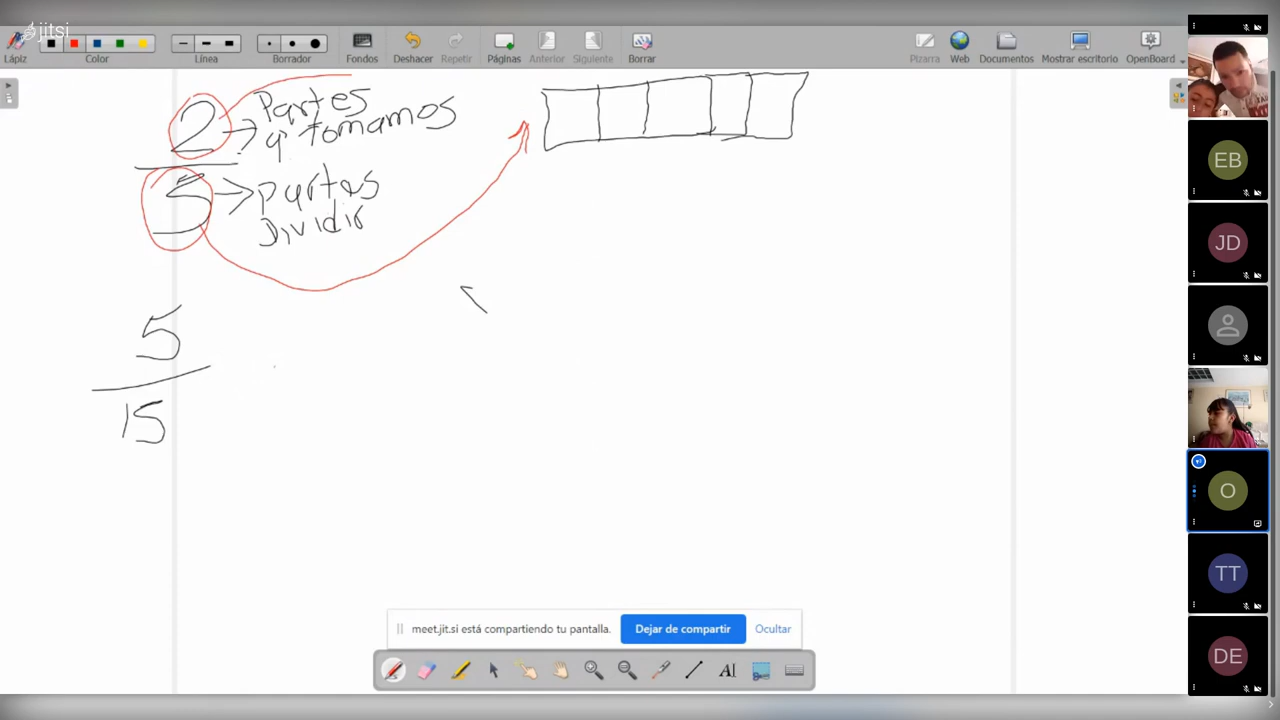 jitsi
Lápiz
Color
Línea
Borrador
Fondos
Deshacer
Repetir
Páginas
Anterior
Siguiente
Borrar
Pizarra
Web
Documentos
Mostrar escritorio
OpenBoard
2 → Partes
q' tomamos
5 → partes
Dividir
5
15
meet.jit.si está compartiendo tu pantalla.
Dejar de compartir
Ocultar
AI
EB
JD
O
TT
DE